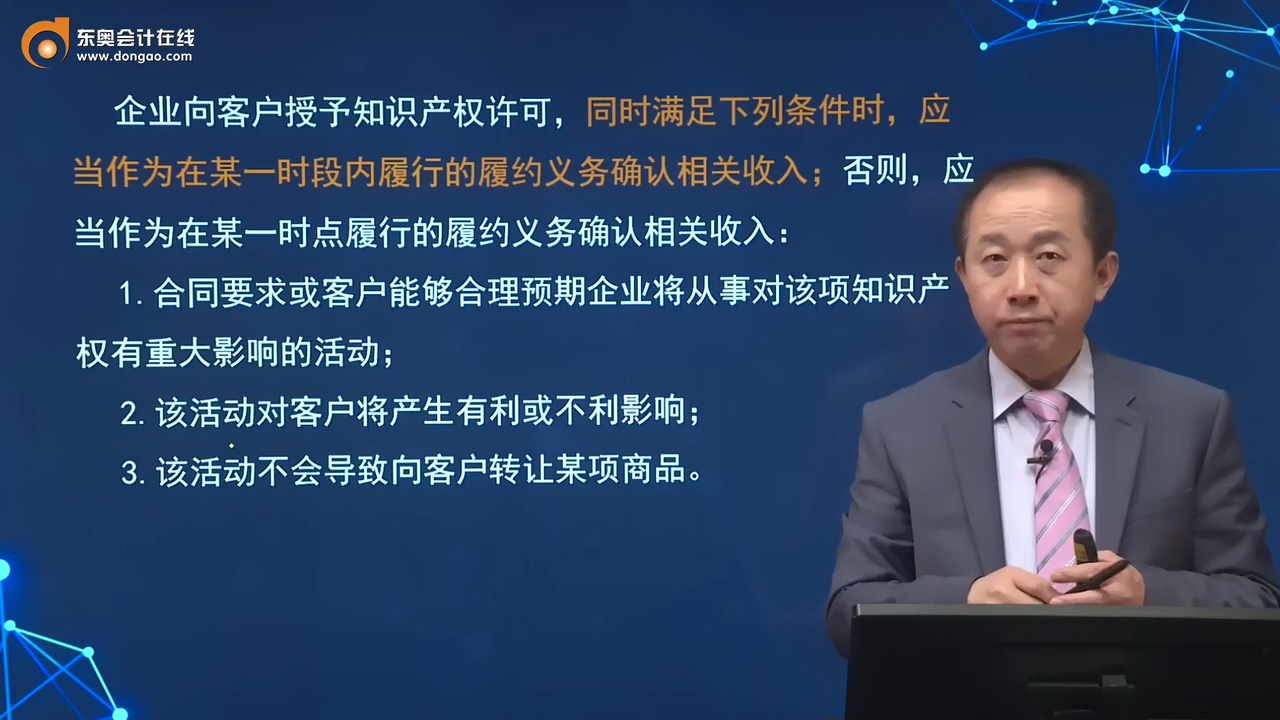 东奥会计在线
www.dongao.com
企业向客户授予知识产权许可，同时满足下列条件时，应
当作为在某一时段内履行的履约义务确认相关收入；否则，应
当作为在某一时点履行的履约义务确认相关收入：
1.合同要求或客户能够合理预期企业将从事对该项知识产
权有重大影响的活动；
2.该活动对客户将产生有利或不利影响；
3.该活动不会导致向客户转让某项商品。